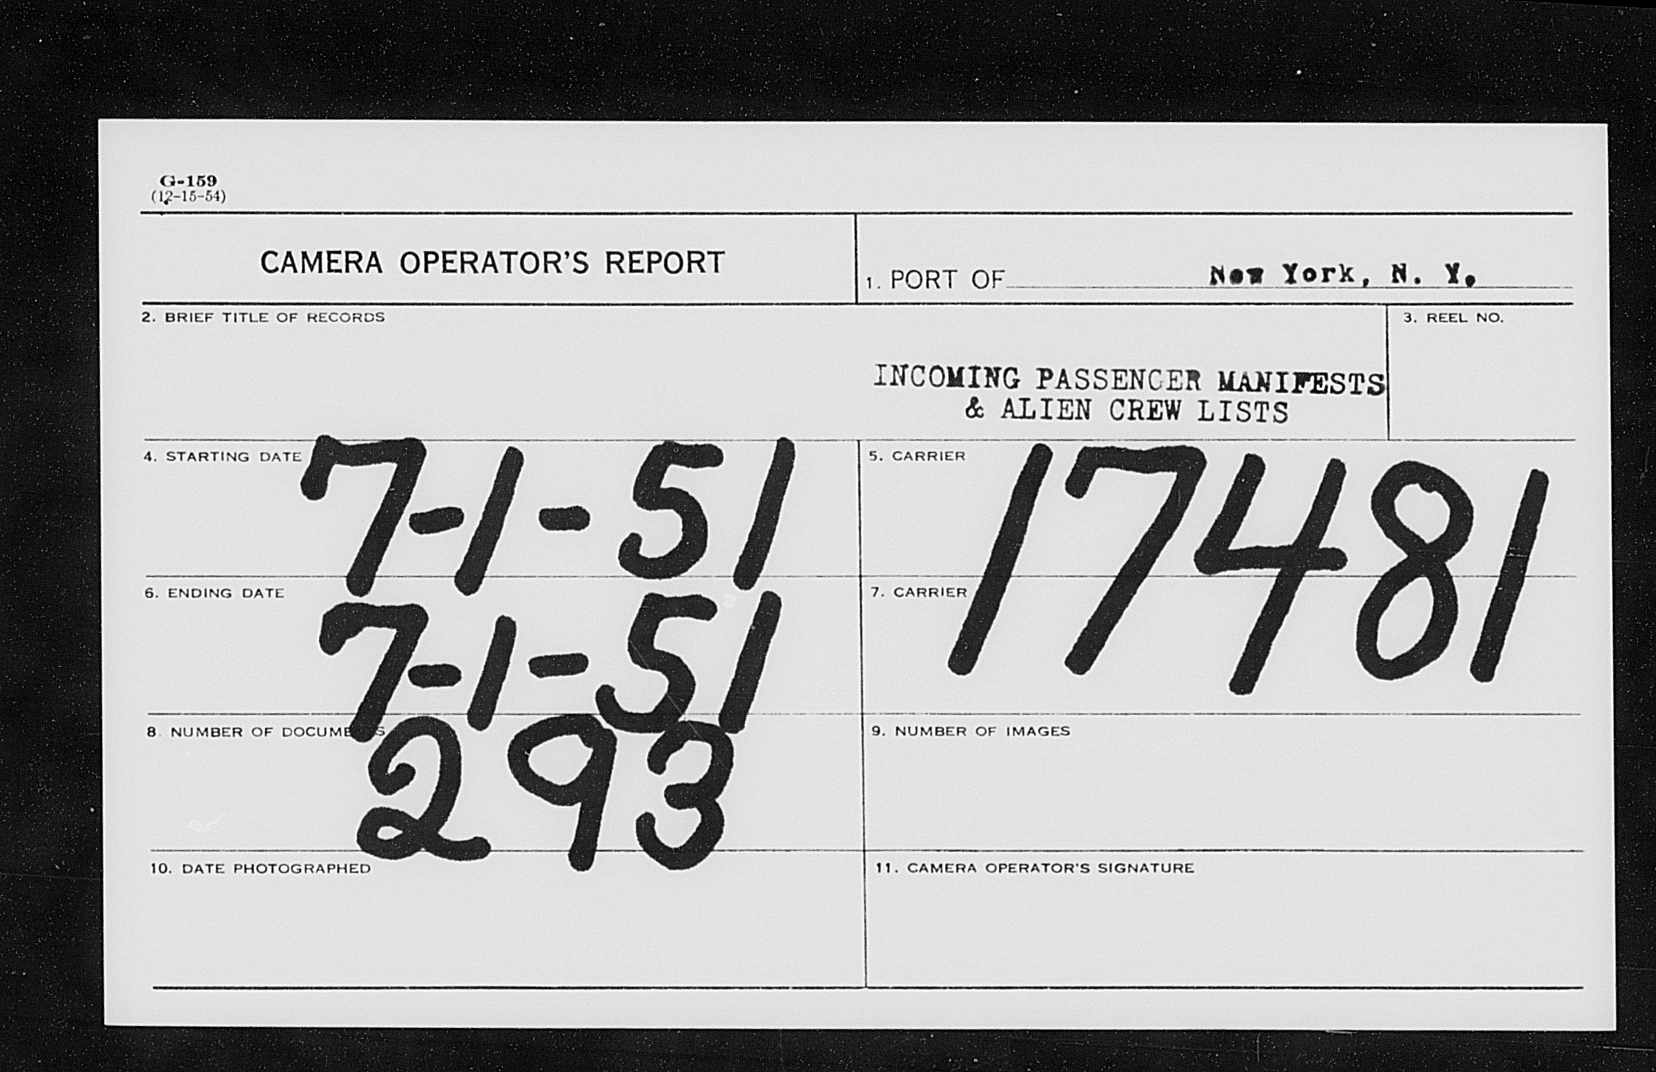 G-159
(12-15-54)
CAMERA OPERATOR'S REPORT
1. PORT OF New York, N. Y.
2. BRIEF TITLE OF RECORDS
INCOMING PASSENGER MANIFESTS
& ALIEN CREW LISTS
3. REEL NO.
4. STARTING DATE 7-1-51
5. CARRIER 17481
6. ENDING DATE 7-1-51
7. CARRIER
8. NUMBER OF DOCUMENTS 293
9. NUMBER OF IMAGES
10. DATE PHOTOGRAPHED
11. CAMERA OPERATOR'S SIGNATURE